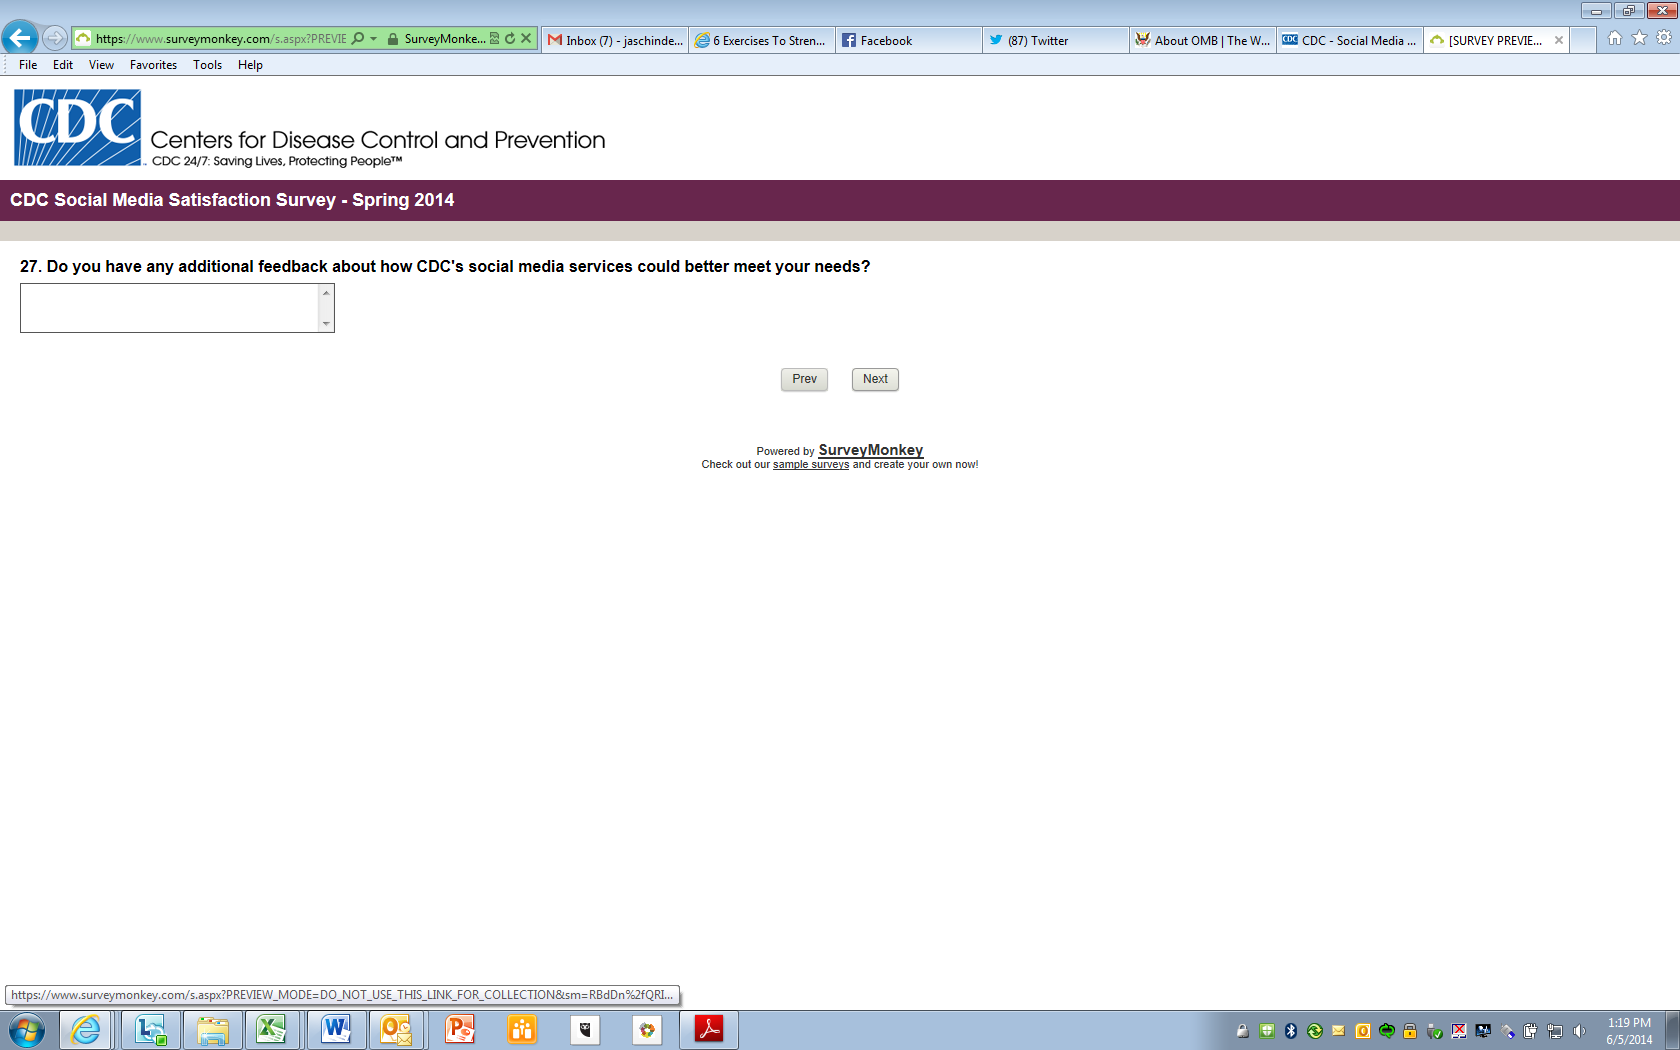 https://www.surveymonkey.com/s.aspx?PREVIE
SurveyMonke...
Inbox (7) - jaschinde...
6 Exercises To Stren...
Facebook
(87) Twitter
About OMB | The W...
CDC - Social Media ...
[SURVEY PREVIE...
File Edit View Favorites Tools Help
CDC
Centers for Disease Control and Prevention
CDC 24/7: Saving Lives, Protecting People™
CDC Social Media Satisfaction Survey - Spring 2014
27. Do you have any additional feedback about how CDC's social media services could better meet your needs?
Prev Next
Powered by SurveyMonkey
Check out our sample surveys and create your own now!
https://www.surveymonkey.com/s.aspx?PREVIEW_MODE=DO_NOT_USE_THIS_LINK_FOR_COLLECTION&sm=RBdDn%2fQRI...
1:19 PM
6/5/2014